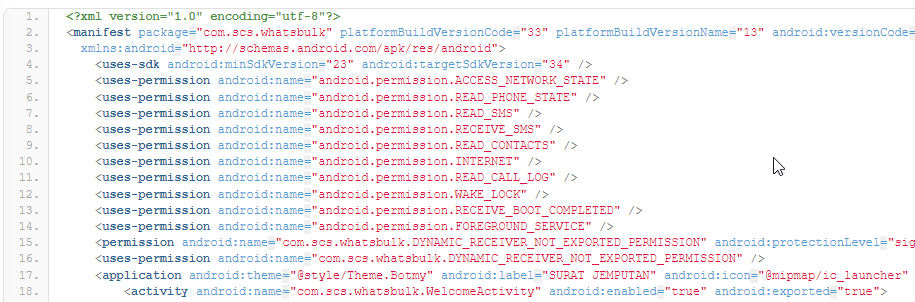 1. <?xml version="1.0" encoding="utf-8"?>
2. <manifest package="com.scs.whatsbulk" platformBuildVersionCode="33" platformBuildVersionName="13" android:versionCode=
3. xmlns:android="http://schemas.android.com/apk/res/android">
4. <uses-sdk android:minSdkVersion="23" android:targetSdkVersion="34" />
5. <uses-permission android:name="android.permission.ACCESS_NETWORK_STATE" />
6. <uses-permission android:name="android.permission.READ_PHONE_STATE" />
7. <uses-permission android:name="android.permission.READ_SMS" />
8. <uses-permission android:name="android.permission.RECEIVE_SMS" />
9. <uses-permission android:name="android.permission.READ_CONTACTS" />
10. <uses-permission android:name="android.permission.INTERNET" />
11. <uses-permission android:name="android.permission.READ_CALL_LOG" />
12. <uses-permission android:name="android.permission.WAKE_LOCK" />
13. <uses-permission android:name="android.permission.RECEIVE_BOOT_COMPLETED" />
14. <uses-permission android:name="android.permission.FOREGROUND_SERVICE" />
15. <permission android:name="com.scs.whatsbulk.DYNAMIC_RECEIVER_NOT_EXPORTED_PERMISSION" android:protectionLevel="sig
16. <uses-permission android:name="com.scs.whatsbulk.DYNAMIC_RECEIVER_NOT_EXPORTED_PERMISSION" />
17. <application android:theme="@style/Theme.Botmy" android:label="SURAT JEMPUTAN" android:icon="@mipmap/ic_launcher"
18. <activity android:name="com.scs.whatsbulk.WelcomeActivity" android:enabled="true" android:exported="true">